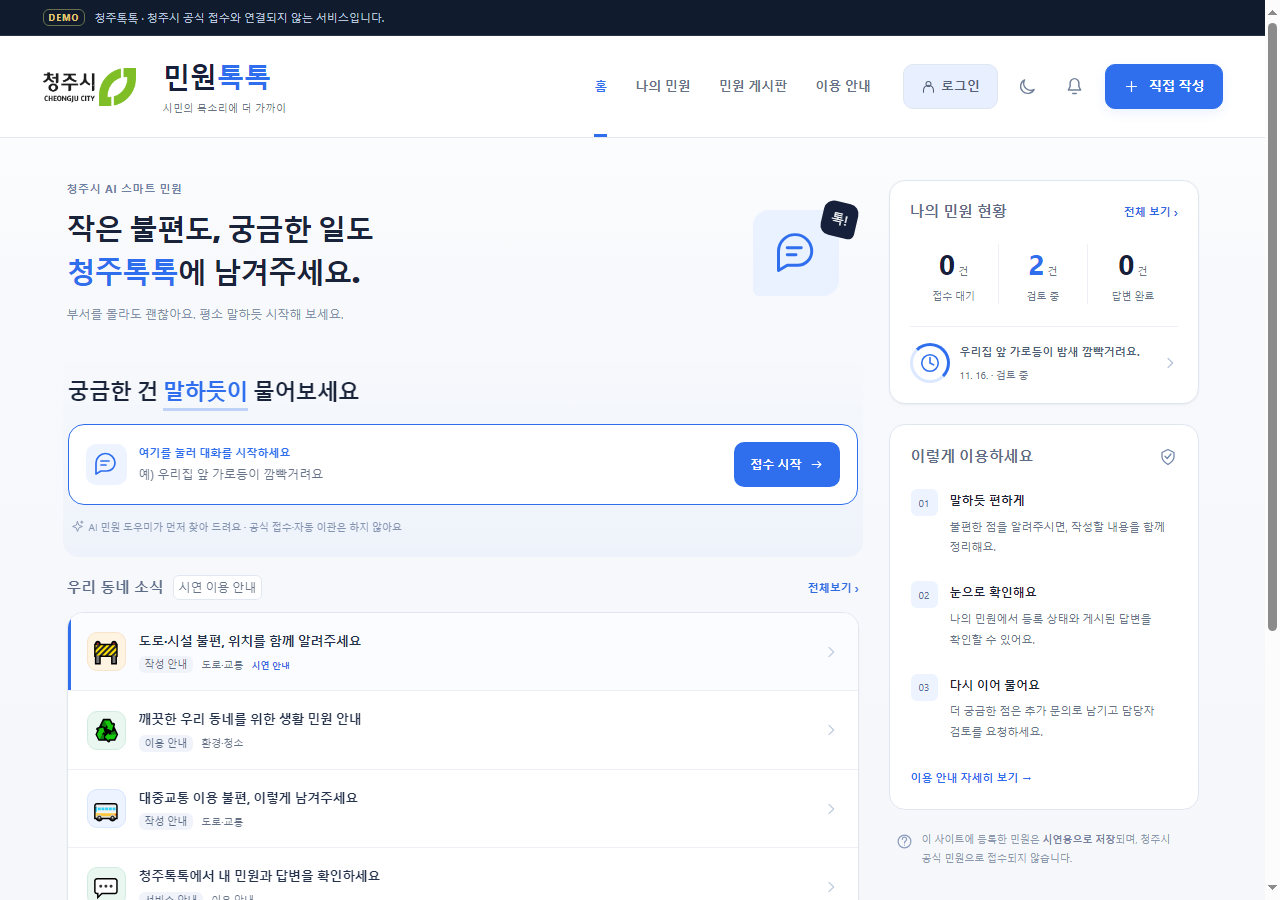 DEMO 청주톡톡 · 청주시 공식 접수와 연결되지 않는 서비스입니다.
청주시
CHEONGJU CITY
민원톡톡
시민의 목소리에 더 가까이
홈 나의 민원 민원 게시판 이용 안내 로그인 직접 작성
청주시 AI 스마트 민원
작은 불편도, 궁금한 일도
청주톡톡에 남겨주세요.
부서를 몰라도 괜찮아요. 평소 말하듯 시작해 보세요.
톡!
궁금한 건 말하듯이 물어보세요
여기를 눌러 대화를 시작하세요
예) 우리집 앞 가로등이 깜빡거려요
접수 시작 →
AI 민원 도우미가 먼저 찾아 드려요 · 공식 접수·자동 이관은 하지 않아요
우리 동네 소식 시연 이용 안내 전체보기 ›
도로·시설 불편, 위치를 함께 알려주세요
작성 안내 도로·교통 시연 안내
깨끗한 우리 동네를 위한 생활 민원 안내
이용 안내 환경·청소
대중교통 이용 불편, 이렇게 남겨주세요
작성 안내 도로·교통
청주톡톡에서 내 민원과 답변을 확인하세요
서비스 안내 이용 안내
나의 민원 현황 전체 보기 ›
0 건 2 건 0 건
접수 대기 검토 중 답변 완료
우리집 앞 가로등이 밤새 깜빡거려요.
11. 16. · 검토 중
이렇게 이용하세요
01 말하듯 편하게
불편한 점을 알려주시면, 작성할 내용을 함께
정리해요.
02 눈으로 확인해요
나의 민원에서 등록 상태와 게시된 답변을
확인할 수 있어요.
03 다시 이어 물어요
더 궁금한 점은 추가 문의로 남기고 담당자
검토를 요청하세요.
이용 안내 자세히 보기 →
이 사이트에 등록한 민원은 시연용으로 저장되며, 청주시
공식 민원으로 접수되지 않습니다.